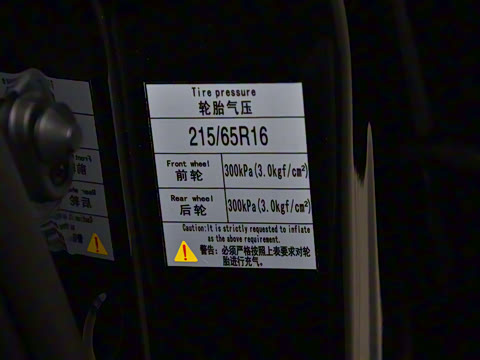 Tire pressure
轮胎气压
215/65R16
Front wheel
前轮
300kPa(3.0kgf/cm²)
Rear wheel
后轮
300kPa(3.0kgf/cm²)
Caution:It is strictly requested to inflate
as the above requirement.
警告：必须严格按照上表要求对轮
胎进行充气。